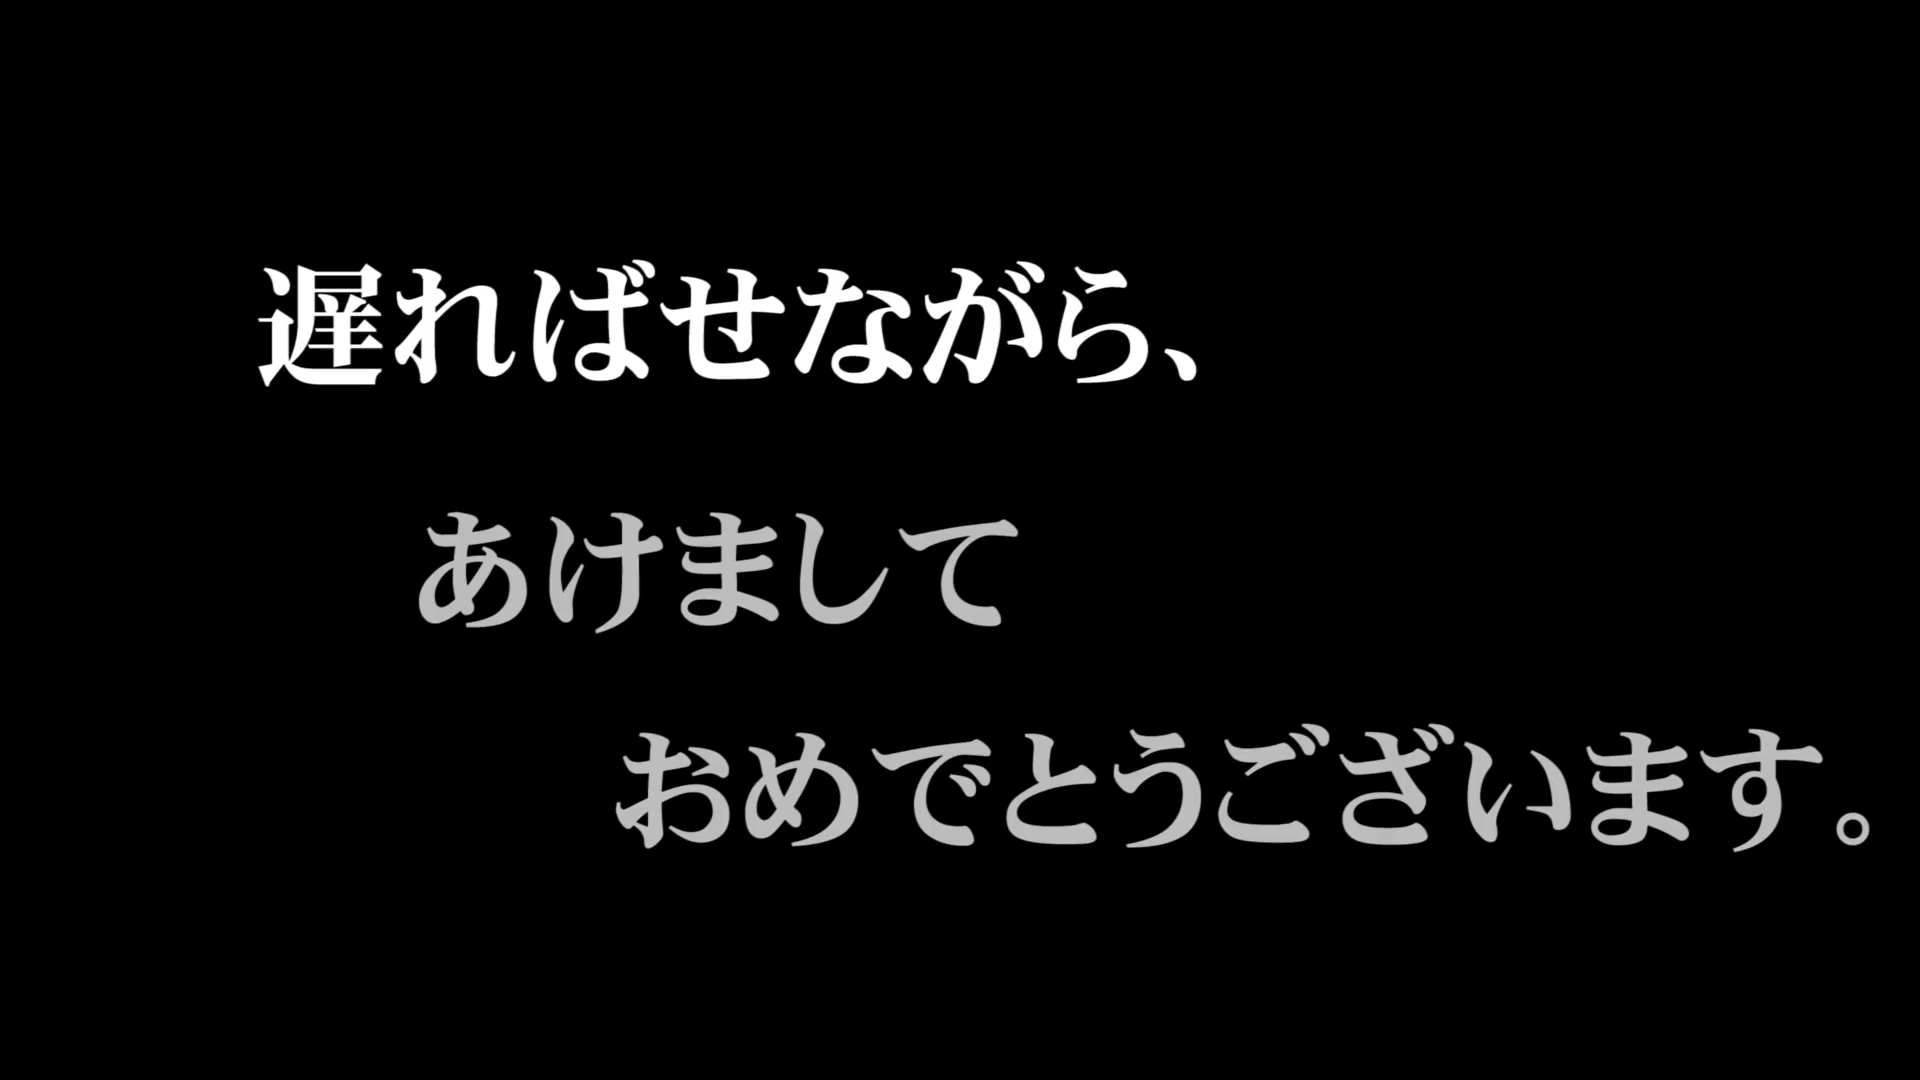 遅ればせながら、
あけまして
おめでとうございます。